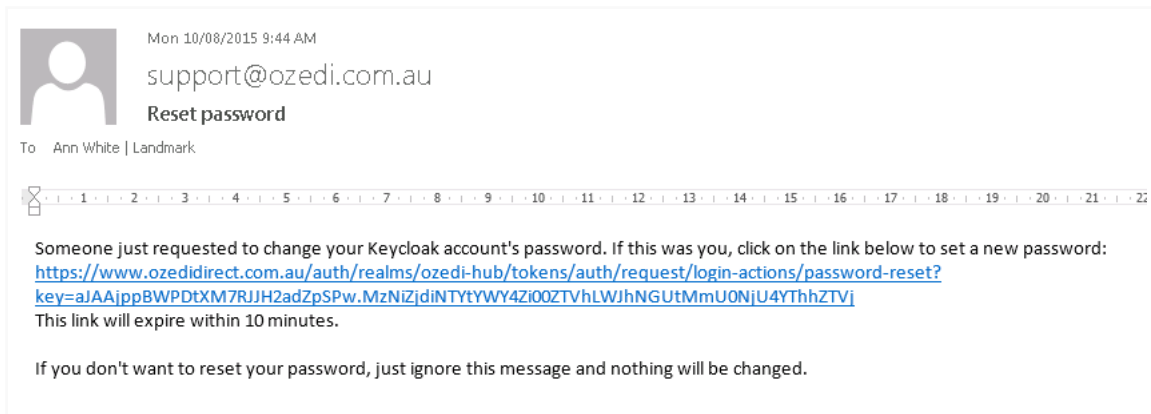 Mon 10/08/2015 9:44 AM
support@ozedi.com.au
Reset password
To Ann White | Landmark
1 2 3 4 5 6 7 8 9 10 11 12 13 14 15 16 17 18 19 20 21 22
Someone just requested to change your Keycloak account's password. If this was you, click on the link below to set a new password:
https://www.ozedidirect.com.au/auth/realms/ozedi-hub/tokens/auth/request/login-actions/password-reset?
key=aJAAjppBWPDtXM7RJJH2adZpSPw.MzNiZjdiNTYtYWY4Zi00ZTVhLWJhNGUtMmU0NjU4YThhZTVj
This link will expire within 10 minutes.
If you don't want to reset your password, just ignore this message and nothing will be changed.